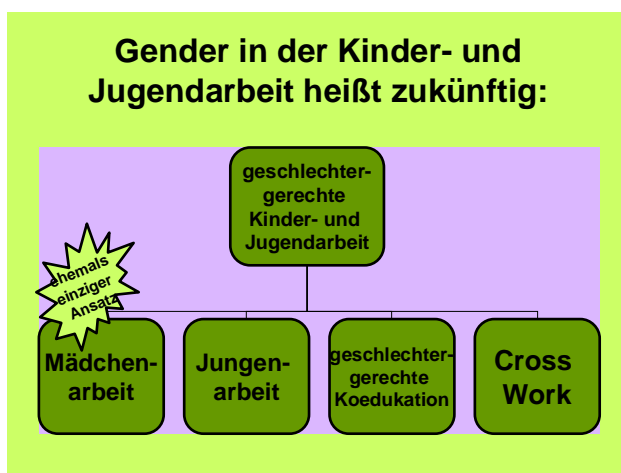 Gender in der Kinder- und
Jugendarbeit heißt zukünftig:
geschlechter-
gerechte
Kinder- und
Jugendarbeit
ehemals
einziger
Ansatz
Mädchen-
arbeit
Jungen-
arbeit
geschlechter-
gerechte
Koedukation
Cross
Work